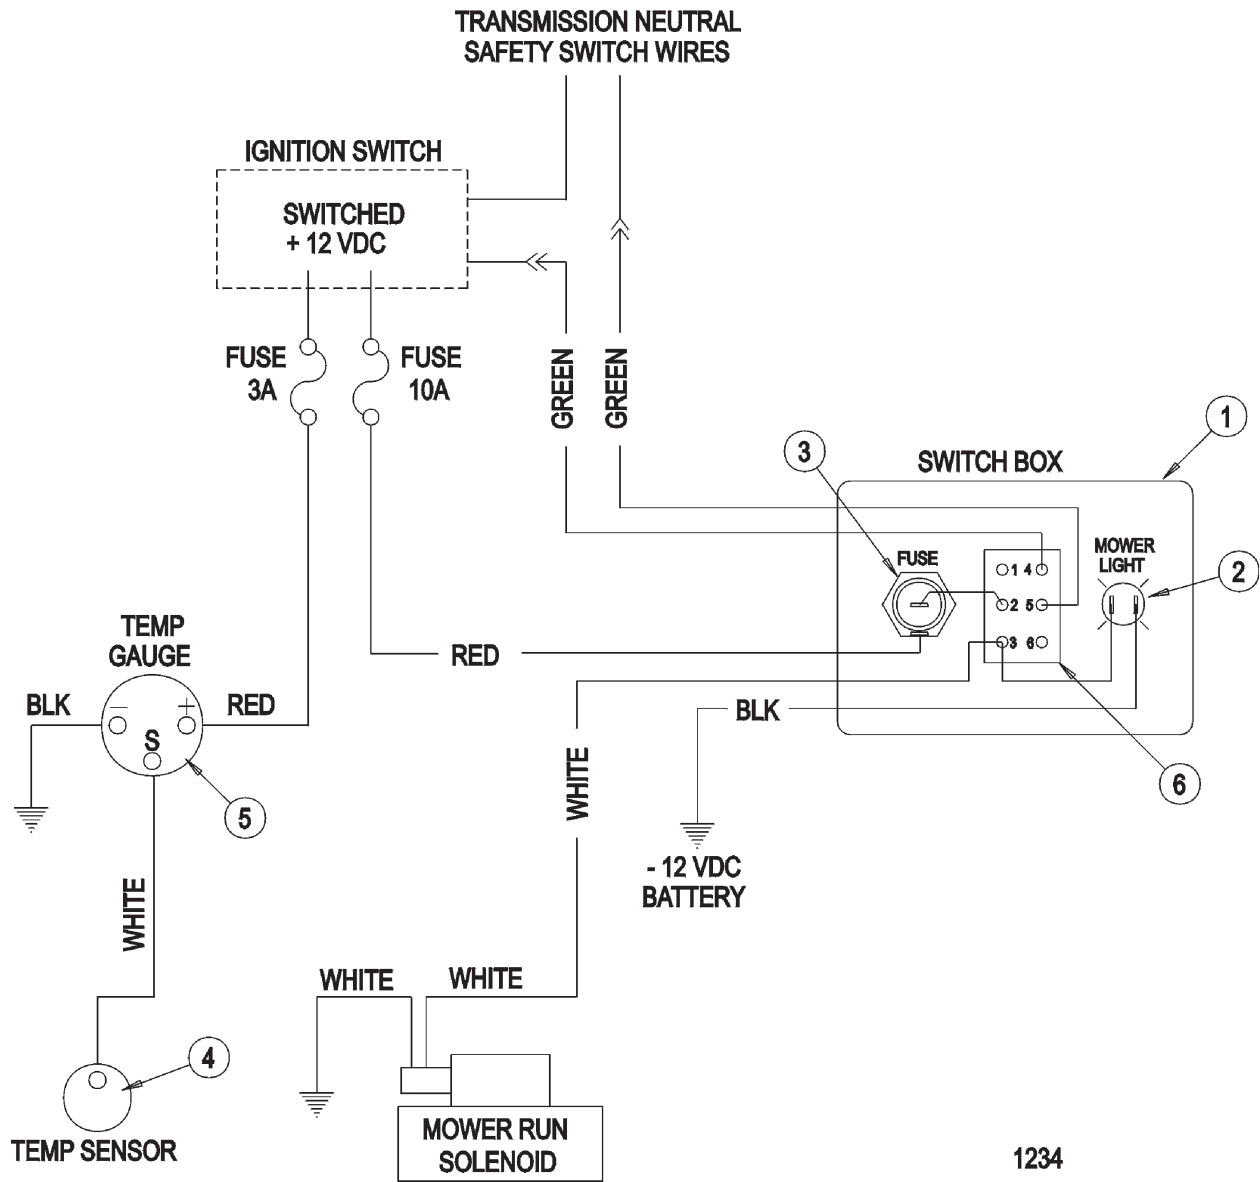 TRANSMISSION NEUTRAL
SAFETY SWITCH WIRES
IGNITION SWITCH
SWITCHED
+ 12 VDC
FUSE
3A
FUSE
10A
GREEN
GREEN
1
3
SWITCH BOX
FUSE
MOWER
LIGHT
2
1 4
2 5
3 6
RED
TEMP
GAUGE
BLK
RED
- +
S
BLK
5
6
WHITE
- 12 VDC
BATTERY
WHITE
WHITE
WHITE
4
TEMP SENSOR
MOWER RUN
SOLENOID
1234